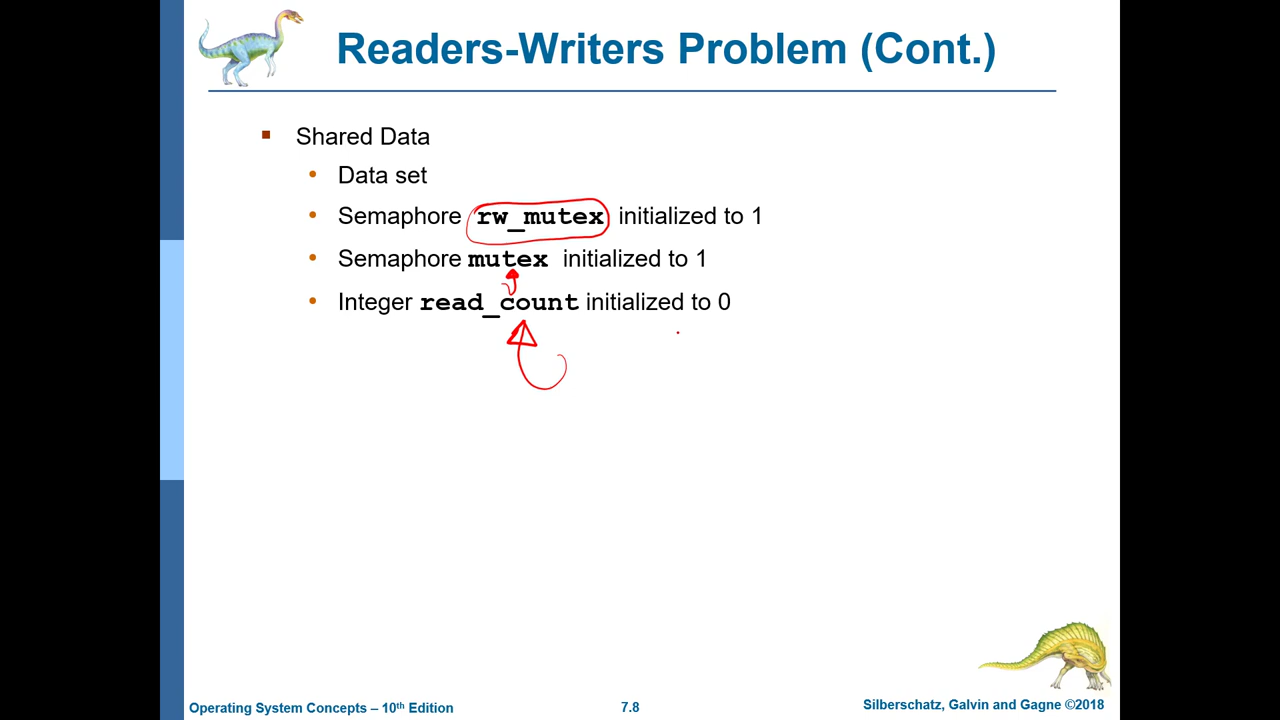 Readers-Writers Problem (Cont.)
Shared Data
Data set
Semaphore rw_mutex initialized to 1
Semaphore mutex initialized to 1
Integer read_count initialized to 0
Operating System Concepts – 10th Edition
7.8
Silberschatz, Galvin and Gagne ©2018